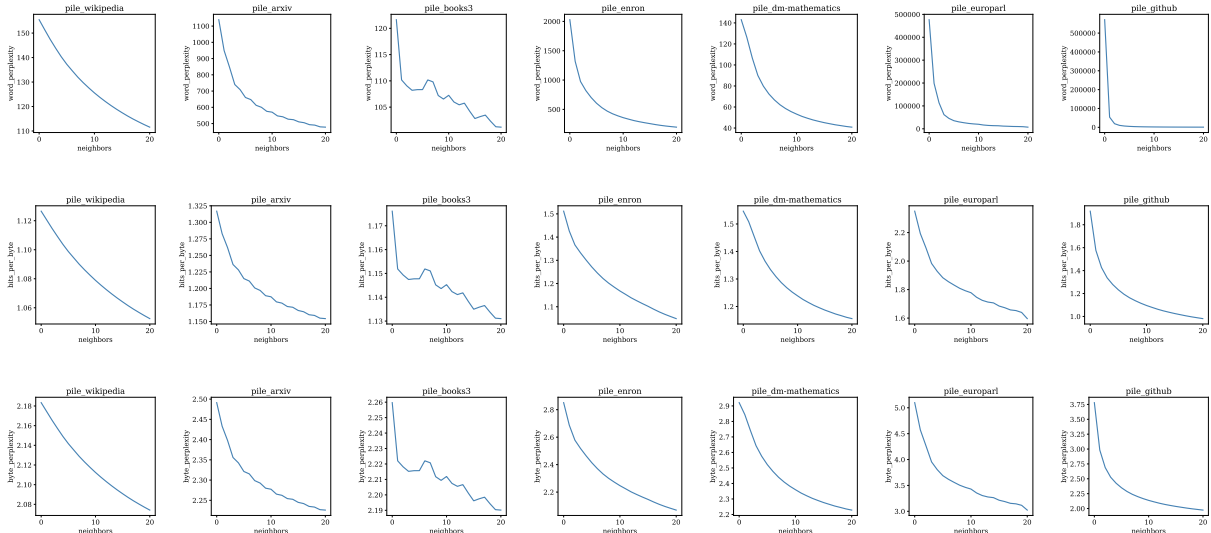 pile_wikipedia pile_arxiv pile_books3 pile_enron pile_dm-mathematics pile_europarl pile_github
word_perplexity word_perplexity word_perplexity word_perplexity word_perplexity word_perplexity word_perplexity
150 140 130 120 110
1100 1000 900 800 700 600 500
120 115 110 105
2000 1500 1000 500
140 120 100 80 60 40
500000 400000 300000 200000 100000 0
500000 400000 300000 200000 100000 0
0 10 20 0 10 20 0 10 20 0 10 20 0 10 20 0 10 20 0 10 20
neighbors neighbors neighbors neighbors neighbors neighbors neighbors
pile_wikipedia pile_arxiv pile_books3 pile_enron pile_dm-mathematics pile_europarl pile_github
bits_per_byte bits_per_byte bits_per_byte bits_per_byte bits_per_byte bits_per_byte bits_per_byte
1.12 1.10 1.08 1.06
1.325 1.300 1.275 1.250 1.225 1.200 1.175 1.150
1.17 1.16 1.15 1.14 1.13
1.5 1.4 1.3 1.2 1.1
1.5 1.4 1.3 1.2
2.2 2.0 1.8 1.6
1.8 1.6 1.4 1.2 1.0
0 10 20 0 10 20 0 10 20 0 10 20 0 10 20 0 10 20 0 10 20
neighbors neighbors neighbors neighbors neighbors neighbors neighbors
pile_wikipedia pile_arxiv pile_books3 pile_enron pile_dm-mathematics pile_europarl pile_github
byte_perplexity byte_perplexity byte_perplexity byte_perplexity byte_perplexity byte_perplexity byte_perplexity
2.18 2.16 2.14 2.12 2.10 2.08
2.50 2.45 2.40 2.35 2.30 2.25
2.26 2.25 2.24 2.23 2.22 2.21 2.20 2.19
2.8 2.6 2.4 2.2
2.9 2.8 2.7 2.6 2.5 2.4 2.3 2.2
5.0 4.5 4.0 3.5 3.0
3.75 3.50 3.25 3.00 2.75 2.50 2.25 2.00
0 10 20 0 10 20 0 10 20 0 10 20 0 10 20 0 10 20 0 10 20
neighbors neighbors neighbors neighbors neighbors neighbors neighbors